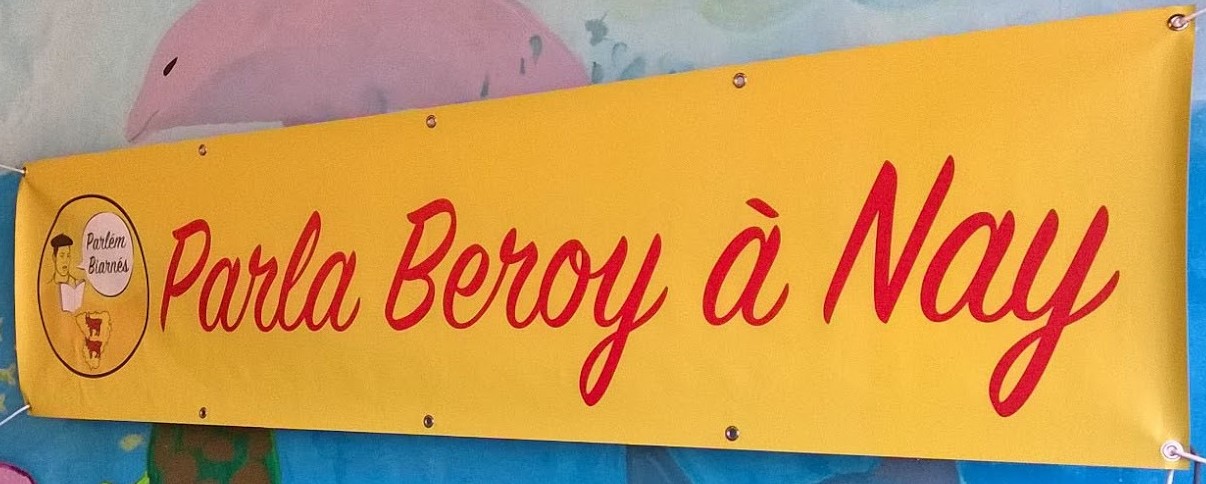 Parlém
Biarnés
Parla Beroy à Nay